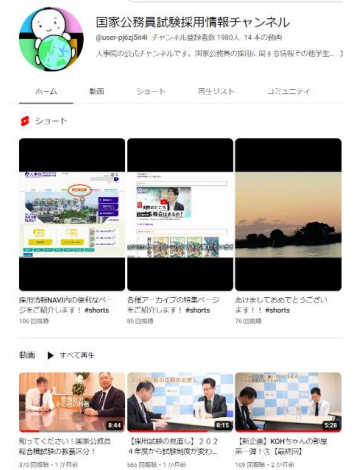 国家公務員試験採用情報チャンネル
@user-pj6zj5it4l チャンネル登録者数 1980人 14 本の動画
人事院の公式チャンネルです。国家公務員の採用に関する情報その他学生...
ホーム 動画 ショート 再生リスト コミュニティ
ショート
採用情報NAVI内の便利なペー
ジをご紹介します! #shorts
106 回視聴
各種アーカイブの特集ページ
をご紹介します! #shorts
85 回視聴
あけましておめでとうござい
ます!! #shorts
76 回視聴
動画 すべて再生
8:44
知ってください!国家公務員
総合職試験の教養区分!
370 回視聴・1 か月前
8:15
【採用試験の見直し】202
4年度から試験制度が変わ...
565 回視聴・1 か月前
5:28
【新企画】KOHちゃんの部屋
第一弾!③【最終回】
109 回視聴・2 か月前